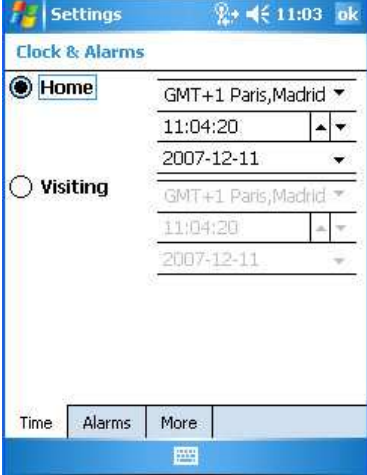 Settings 11:03 ok
Clock & Alarms
Home GMT+1 Paris,Madrid
11:04:20
2007-12-11
Visiting GMT+1 Paris,Madrid
11:04:20
2007-12-11
Time Alarms More